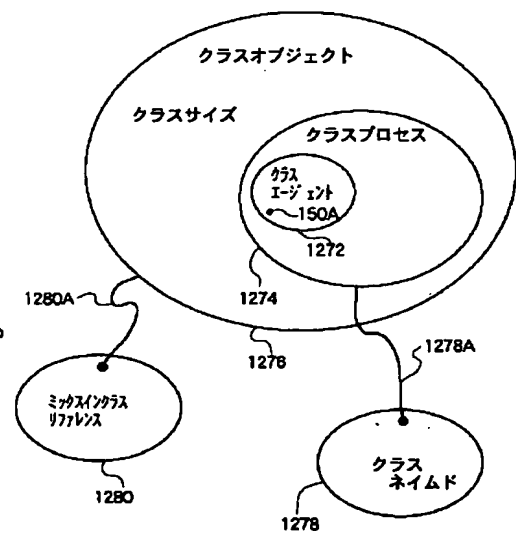 クラスオブジェクト
クラスサイズ
クラスプロセス
クラス
エージェント
150A
1272
1274
1280A
1276
1278A
ミックスインクラス
リファレンス
クラス
ネイムド
1280
1278